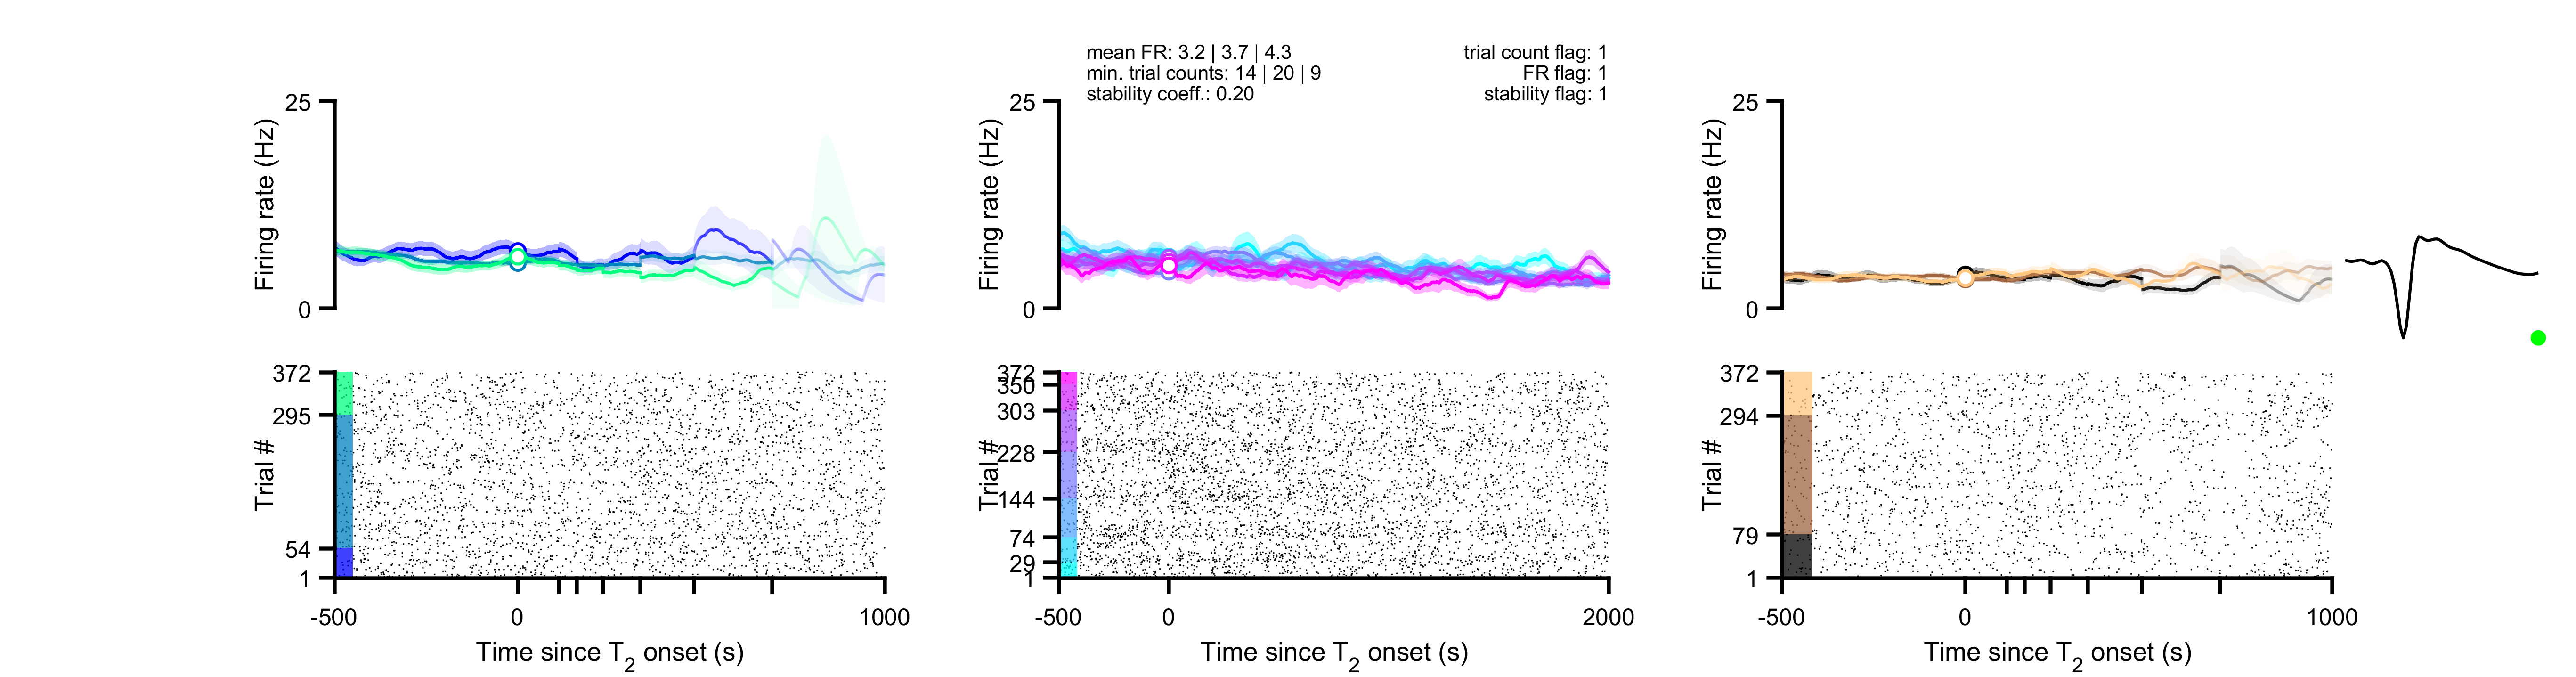 mean FR: 3.2 | 3.7 | 4.3
min. trial counts: 14 | 20 | 9
stability coeff.: 0.20
trial count flag: 1
FR flag: 1
stability flag: 1
25
0
Firing rate (Hz)
372
295
54
1
Trial #
-500
0
1000
Time since T2 onset (s)
25
0
Firing rate (Hz)
372
350
303
228
144
74
29
1
Trial #
-500
0
2000
Time since T2 onset (s)
25
0
Firing rate (Hz)
372
294
79
1
Trial #
-500
0
1000
Time since T2 onset (s)